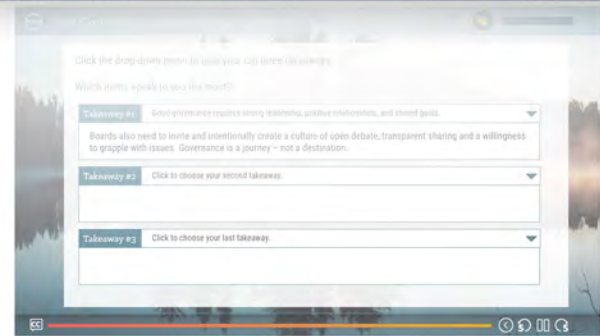 Click the drop-down menu to pick your top three takeaways.
Which items speak to you the most?
Takeaway #1 Good governance requires strong leadership, positive relationships, and shared goals.
Boards also need to invite and intentionally create a culture of open debate, transparent sharing and a willingness
to grapple with issues. Governance is a journey – not a destination.
Takeaway #2 Click to choose your second takeaway.
Takeaway #3 Click to choose your last takeaway.
CC